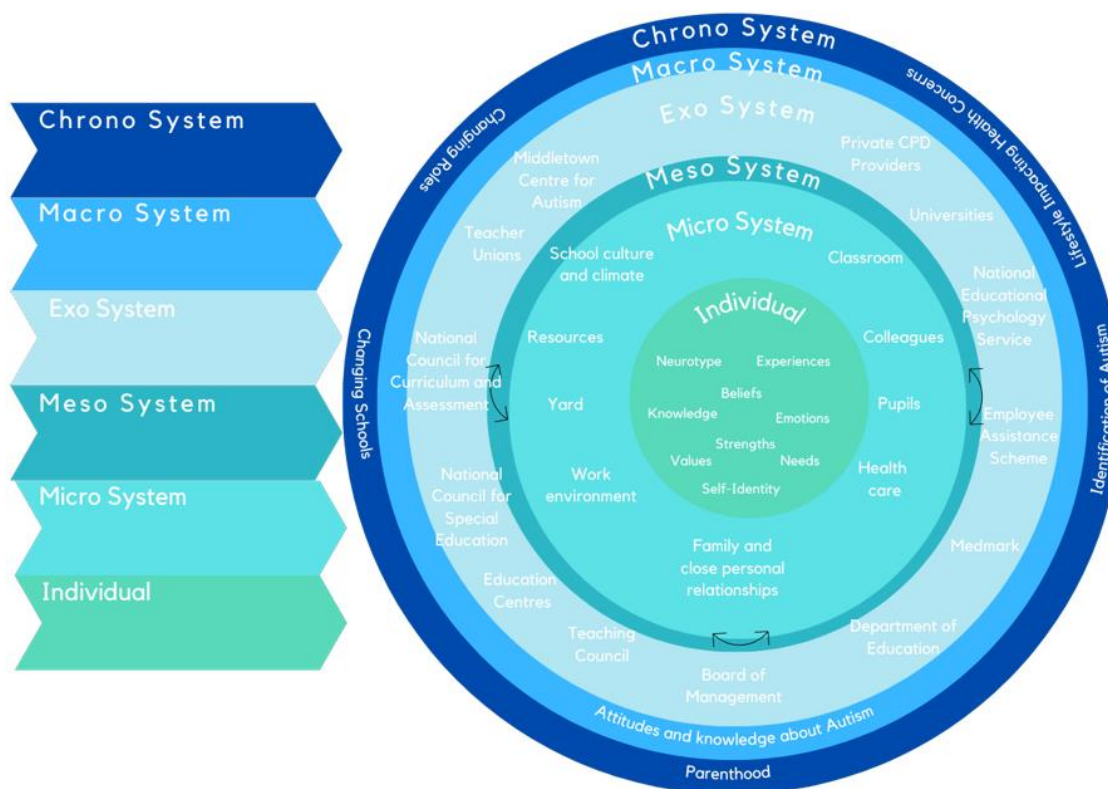 Chrono System
Macro System
Exo System
Meso System
Micro System
Individual
Chrono System
Changing Roles
Lifestyle Impacting Health Concerns
Changing Schools
Identification of Autism
Parenthood
Macro System
Attitudes and knowledge about Autism
Exo System
Middletown
Centre for
Autism
Private CPD
Providers
Teacher
Unions
Universities
National
Educational
Psychology
Service
National
Council for
Curriculum and
Assessment
Employee
Assistance
Scheme
National
Council for
Special
Education
Medmark
Education
Centres
Department of
Education
Teaching
Council
Board of
Management
Meso System
Micro System
School culture
and climate
Classroom
Resources
Colleagues
Yard
Pupils
Work
environment
Health
care
Family and
close personal
relationships
Individual
Neurotype
Experiences
Beliefs
Knowledge
Emotions
Strengths
Values
Needs
Self-Identity